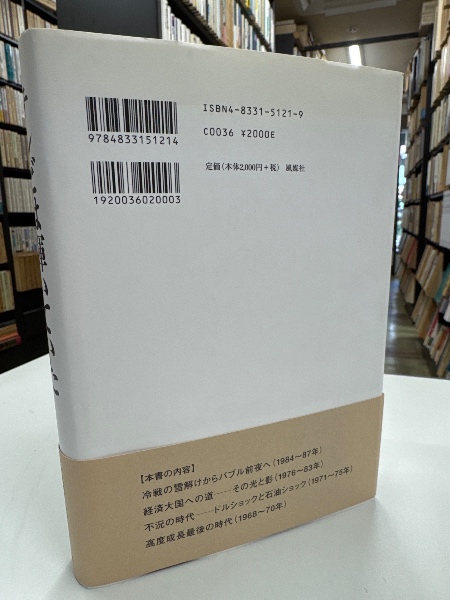 ISBN4-8331-5121-9
C0036 ¥2000E
9784833151214
定価(本体2,000円+税) 風媒社
1920036020003
【本書の内容】
冷戦の雪解けからバブル前夜へ(1984〜87年)
経済大国への道……その光と影(1976〜83年)
不況の時代……ドルショックと石油ショック(1971〜75年)
高度成長最後の時代(1968〜70年)